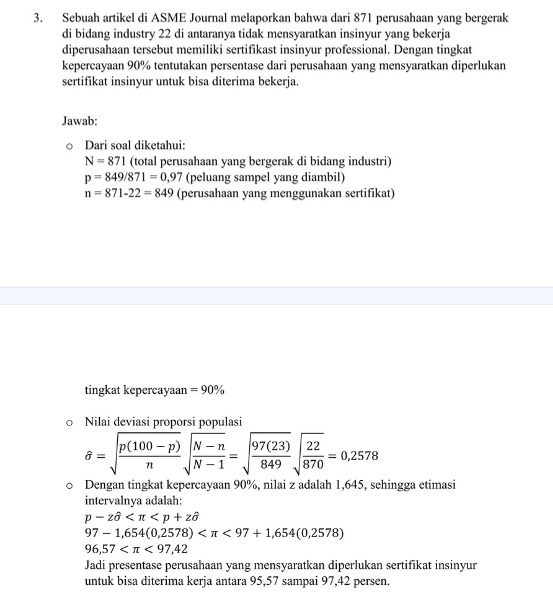 3. Sebuah artikel di ASME Journal melaporkan bahwa dari 871 perusahaan yang bergerak
di bidang industry 22 di antaranya tidak mensyaratkan insinyur yang bekerja
diperusahaan tersebut memiliki sertifikast insinyur professional. Dengan tingkat
kepercayaan 90% tentutakan persentase dari perusahaan yang mensyaratkan diperlukan
sertifikat insinyur untuk bisa diterima bekerja.
Jawab:
o Dari soal diketahui:
N = 871 (total perusahaan yang bergerak di bidang industri)
p = 849/871 = 0,97 (peluang sampel yang diambil)
n = 871-22 = 849 (perusahaan yang menggunakan sertifikat)
tingkat kepercayaan = 90%
o Nilai deviasi proporsi populasi
σ̂ = √(p(100 − p)/n) √(N − n/N − 1) = √(97(23)/849) √(22/870) = 0,2578
o Dengan tingkat kepercayaan 90%, nilai z adalah 1,645, sehingga etimasi
intervalnya adalah:
p − zσ̂ < π < p + zσ̂
97 − 1,654(0,2578) < π < 97 + 1,654(0,2578)
96,57 < π < 97,42
Jadi presentase perusahaan yang mensyaratkan diperlukan sertifikat insinyur
untuk bisa diterima kerja antara 95,57 sampai 97,42 persen.